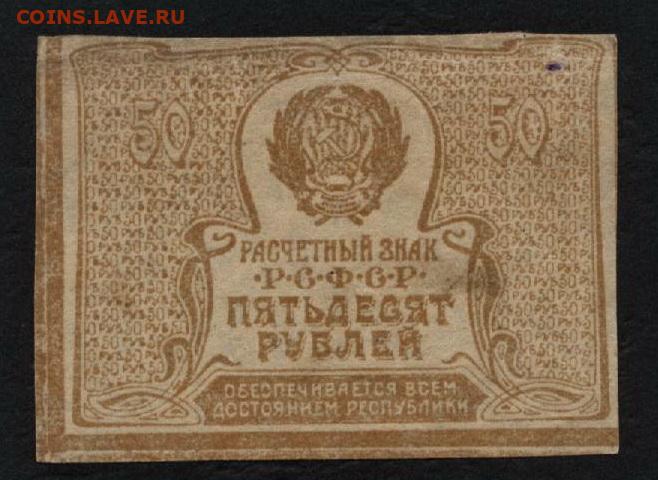 COINS.LAVE.RU
50 50
РАСЧЕТНЫЙ ЗНАК
·Р·С·Ф·С·Р·
ПЯТЬДЕСЯТ
РУБЛЕЙ
ОБЕСПЕЧИВАЕТСЯ ВСЕМ
ДОСТОЯНИЕМ РЕСПУБЛИКИ